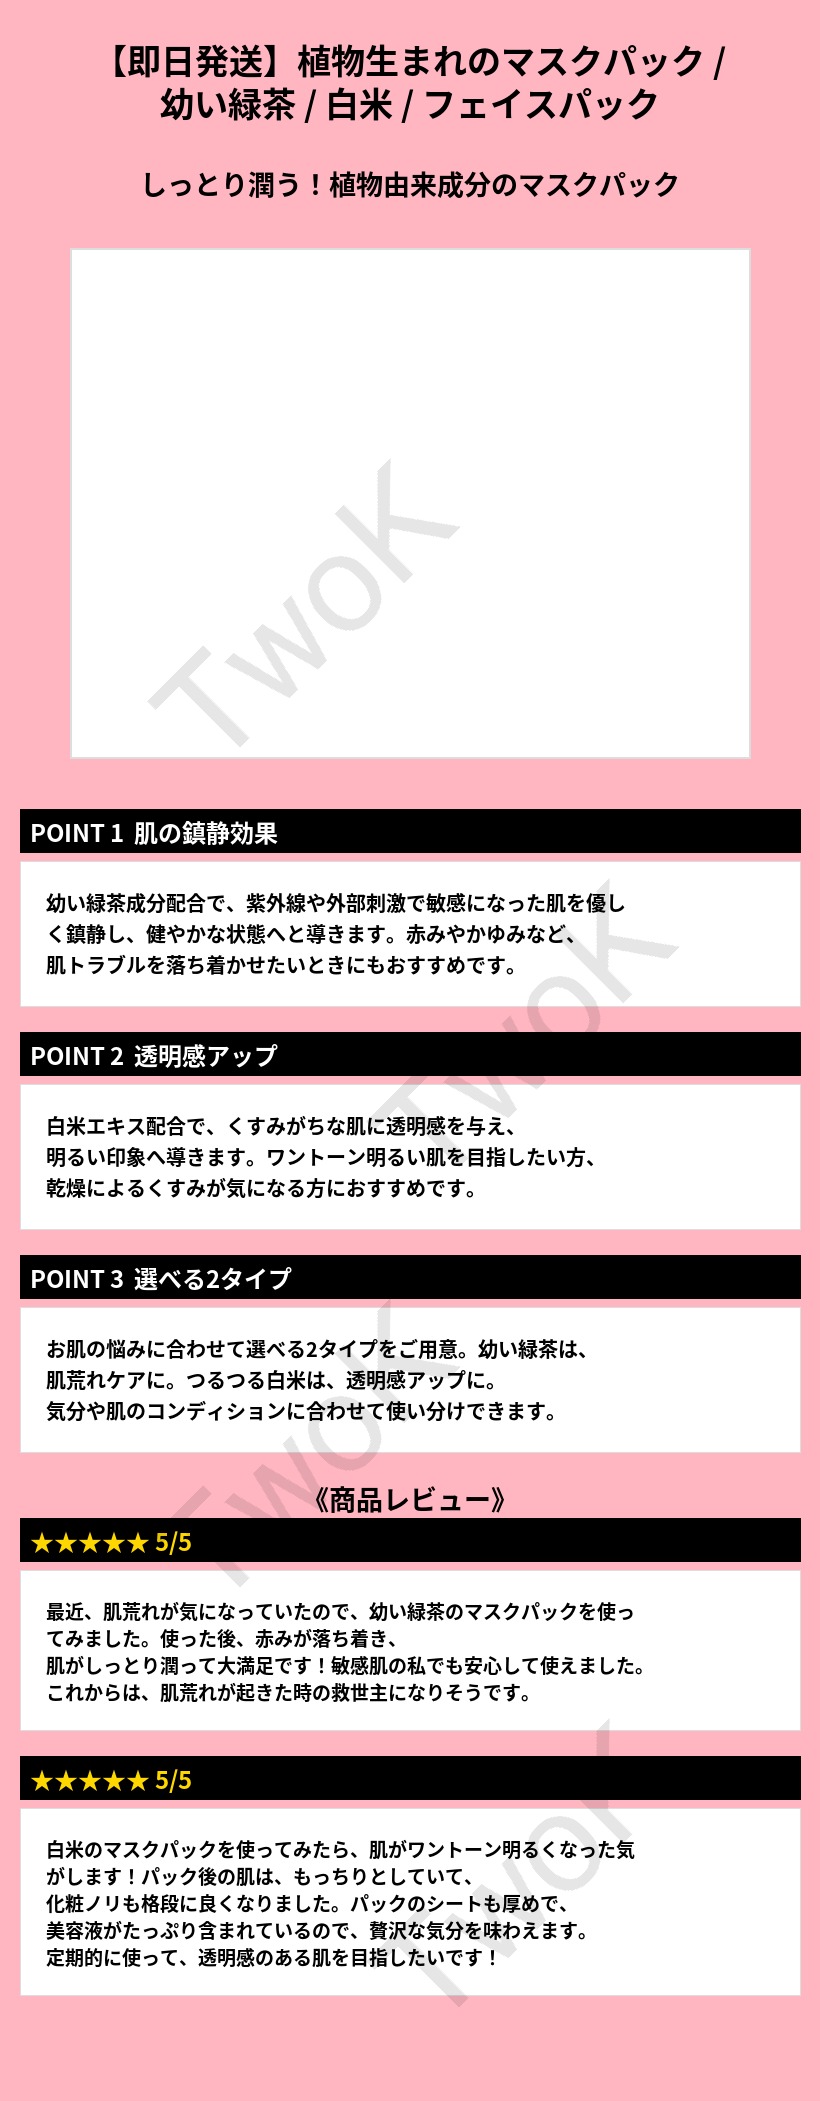 【即日発送】植物生まれのマスクパック /
幼い緑茶 / 白米 / フェイスパック
しっとり潤う！植物由来成分のマスクパック
TwoK
POINT 1 肌の鎮静効果
幼い緑茶成分配合で、紫外線や外部刺激で敏感になった肌を優し
く鎮静し、健やかな状態へと導きます。赤みやかゆみなど、
肌トラブルを落ち着かせたいときにもおすすめです。
TwoK
POINT 2 透明感アップ
白米エキス配合で、くすみがちな肌に透明感を与え、
明るい印象へ導きます。ワントーン明るい肌を目指したい方、
乾燥によるくすみが気になる方におすすめです。
POINT 3 選べる2タイプ
お肌の悩みに合わせて選べる2タイプをご用意。幼い緑茶は、
肌荒れケアに。つるつる白米は、透明感アップに。
気分や肌のコンディションに合わせて使い分けできます。
TwoK
《商品レビュー》
★★★★★ 5/5
最近、肌荒れが気になっていたので、幼い緑茶のマスクパックを使っ
てみました。使った後、赤みが落ち着き、
肌がしっとり潤って大満足です！敏感肌の私でも安心して使えました。
これからは、肌荒れが起きた時の救世主になりそうです。
★★★★★ 5/5
白米のマスクパックを使ってみたら、肌がワントーン明るくなった気
がします！パック後の肌は、もっちりとしていて、
化粧ノリも格段に良くなりました。パックのシートも厚めで、
美容液がたっぷり含まれているので、贅沢な気分を味わえます。
定期的に使って、透明感のある肌を目指したいです！
TwoK